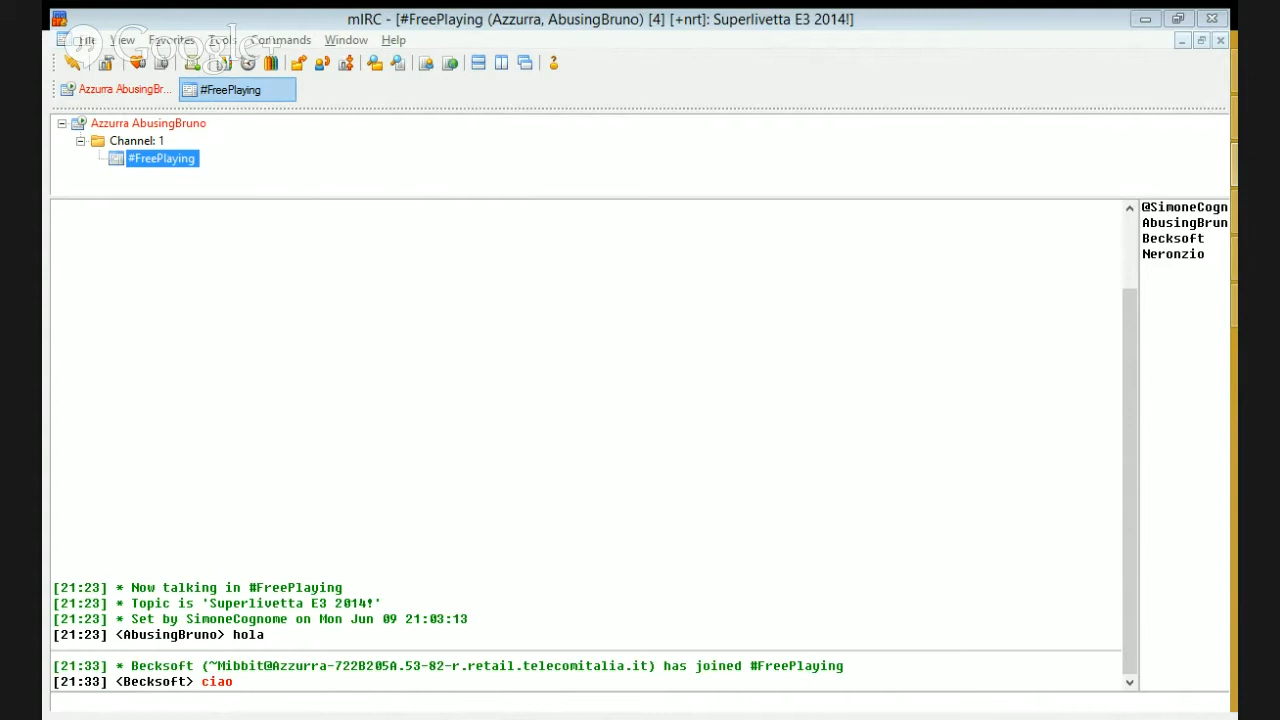 mIRC - [#FreePlaying (Azzurra, AbusingBruno) [4] [+nrt]: Superlivetta E3 2014!]
File View Favorites Tools Commands Window Help
Google+
Azzurra AbusingBr... #FreePlaying
Azzurra AbusingBruno
Channel: 1
#FreePlaying
@SimoneCogn
AbusingBrun
Becksoft
Neronzio
[21:23] * Now talking in #FreePlaying
[21:23] * Topic is 'Superlivetta E3 2014!'
[21:23] * Set by SimoneCognome on Mon Jun 09 21:03:13
[21:23] <AbusingBruno> hola
[21:33] * Becksoft (~Mibbit@Azzurra-722B205A.53-82-r.retail.telecomitalia.it) has joined #FreePlaying
[21:33] <Becksoft> ciao